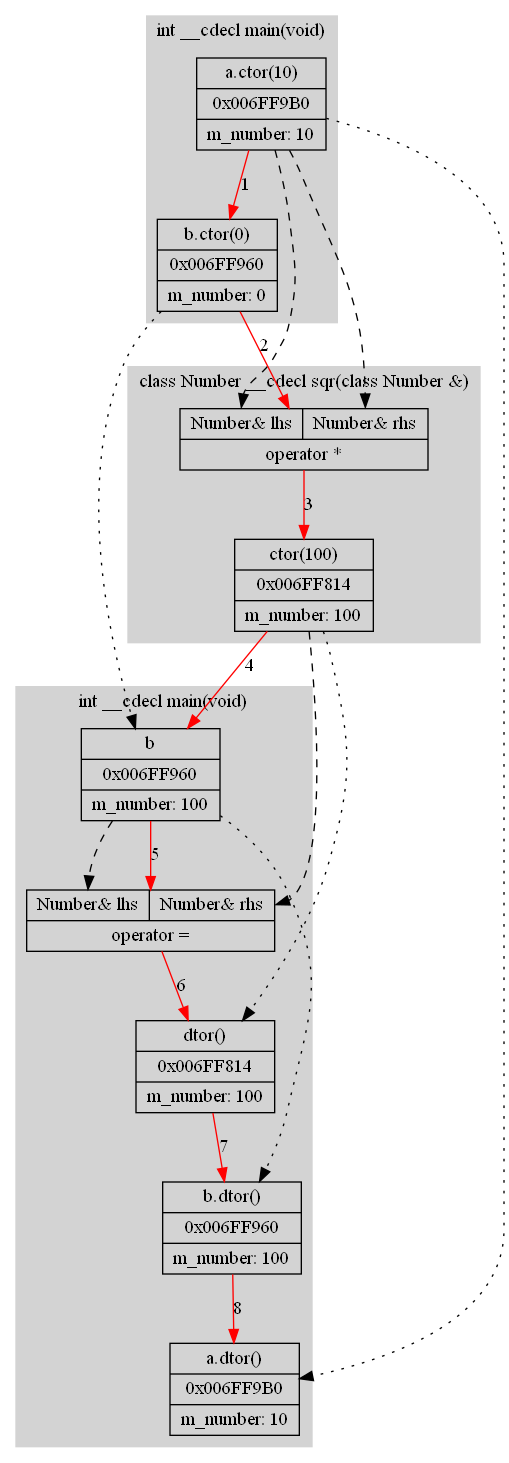 int __cdecl main(void)
a.ctor(10)
0x006FF9B0
m_number: 10
1
b.ctor(0)
0x006FF960
m_number: 0
2
class Number __cdecl sqr(class Number &)
Number& lhs Number& rhs
operator *
3
ctor(100)
0x006FF814
m_number: 100
4
int __cdecl main(void)
b
0x006FF960
m_number: 100
5
Number& lhs Number& rhs
operator =
6
dtor()
0x006FF814
m_number: 100
7
b.dtor()
0x006FF960
m_number: 100
8
a.dtor()
0x006FF9B0
m_number: 10